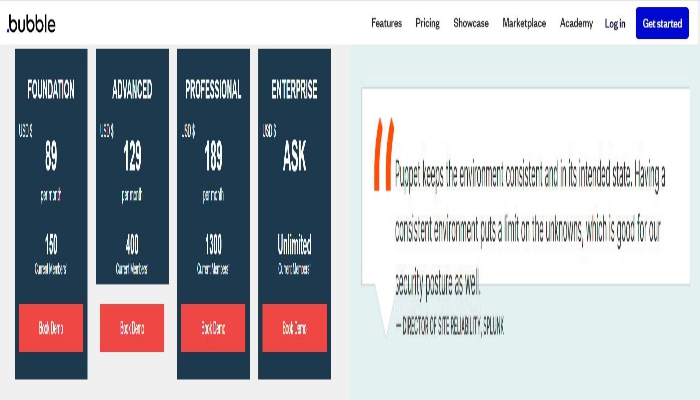 .bubble
Features Pricing Showcase Marketplace Academy Log in Get started
FOUNDATION ADVANCED PROFESSIONAL ENTERPRISE
USD $ USD $ USD $ USD $
89 129 189 ASK
per month per month per month
150 400 1300 Unlimited
Current Members Current Members Current Members Current Members
Book Demo Book Demo Book Demo Book Demo
“
Puppet keeps the environment consistent and in its intended state. Having a
consistent environment puts a limit on the unknowns, which is good for our
security posture as well.
— DIRECTOR OF SITE RELIABILITY, SPLUNK